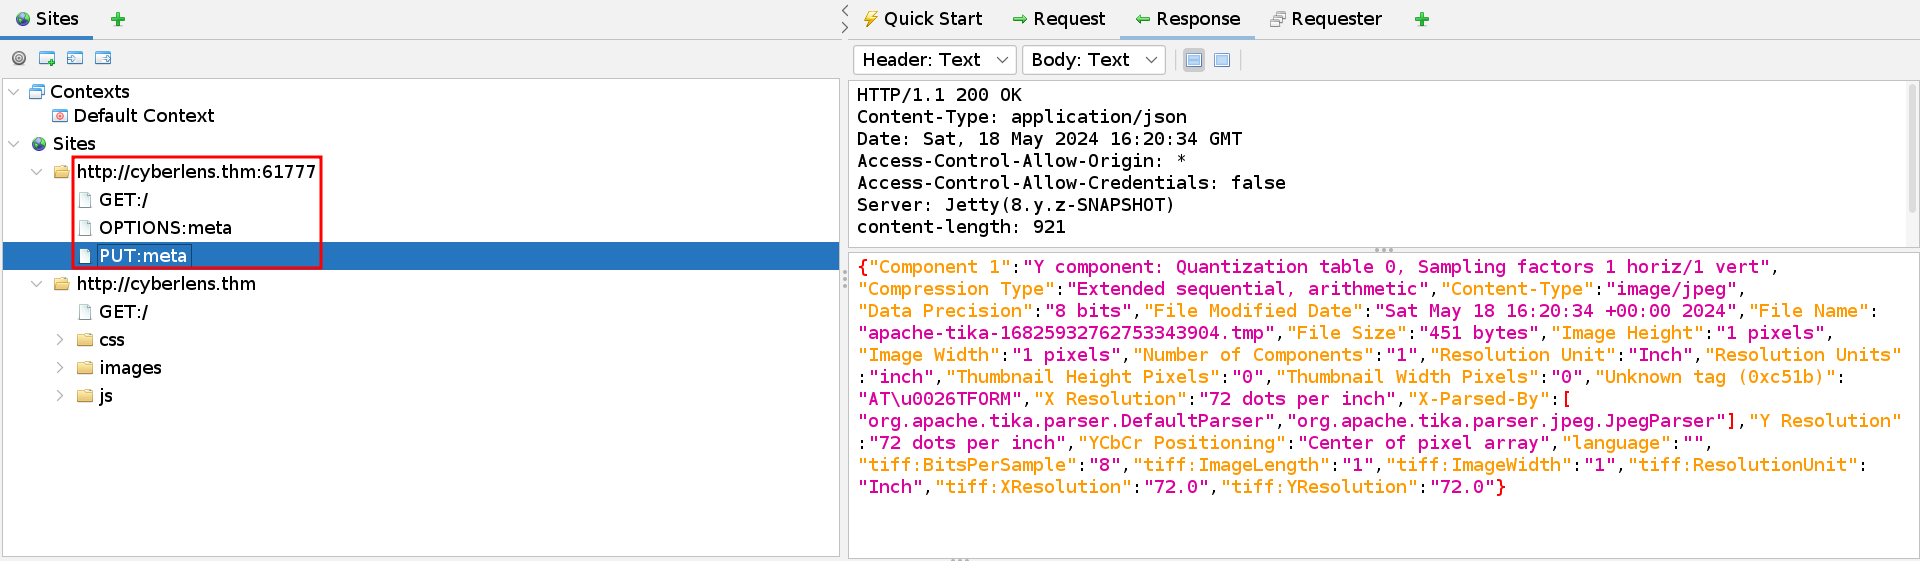 Sites
Quick Start
Request
Response
Requester
Header: Text
Body: Text
Contexts
Default Context
Sites
http://cyberlens.thm:61777
GET:/
OPTIONS:meta
PUT:meta
http://cyberlens.thm
GET:/
css
images
js
HTTP/1.1 200 OK
Content-Type: application/json
Date: Sat, 18 May 2024 16:20:34 GMT
Access-Control-Allow-Origin: *
Access-Control-Allow-Credentials: false
Server: Jetty(8.y.z-SNAPSHOT)
content-length: 921
{"Component 1":"Y component: Quantization table 0, Sampling factors 1 horiz/1 vert",
"Compression Type":"Extended sequential, arithmetic","Content-Type":"image/jpeg",
"Data Precision":"8 bits","File Modified Date":"Sat May 18 16:20:34 +00:00 2024","File Name":
"apache-tika-16825932762753343904.tmp","File Size":"451 bytes","Image Height":"1 pixels",
"Image Width":"1 pixels","Number of Components":"1","Resolution Unit":"Inch","Resolution Units"
:"inch","Thumbnail Height Pixels":"0","Thumbnail Width Pixels":"0","Unknown tag (0xc51b)":
"AT\u0026TFORM","X Resolution":"72 dots per inch","X-Parsed-By":[
"org.apache.tika.parser.DefaultParser","org.apache.tika.parser.jpeg.JpegParser"],"Y Resolution"
:"72 dots per inch","YCbCr Positioning":"Center of pixel array","language":"",
"tiff:BitsPerSample":"8","tiff:ImageLength":"1","tiff:ImageWidth":"1","tiff:ResolutionUnit":
"Inch","tiff:XResolution":"72.0","tiff:YResolution":"72.0"}